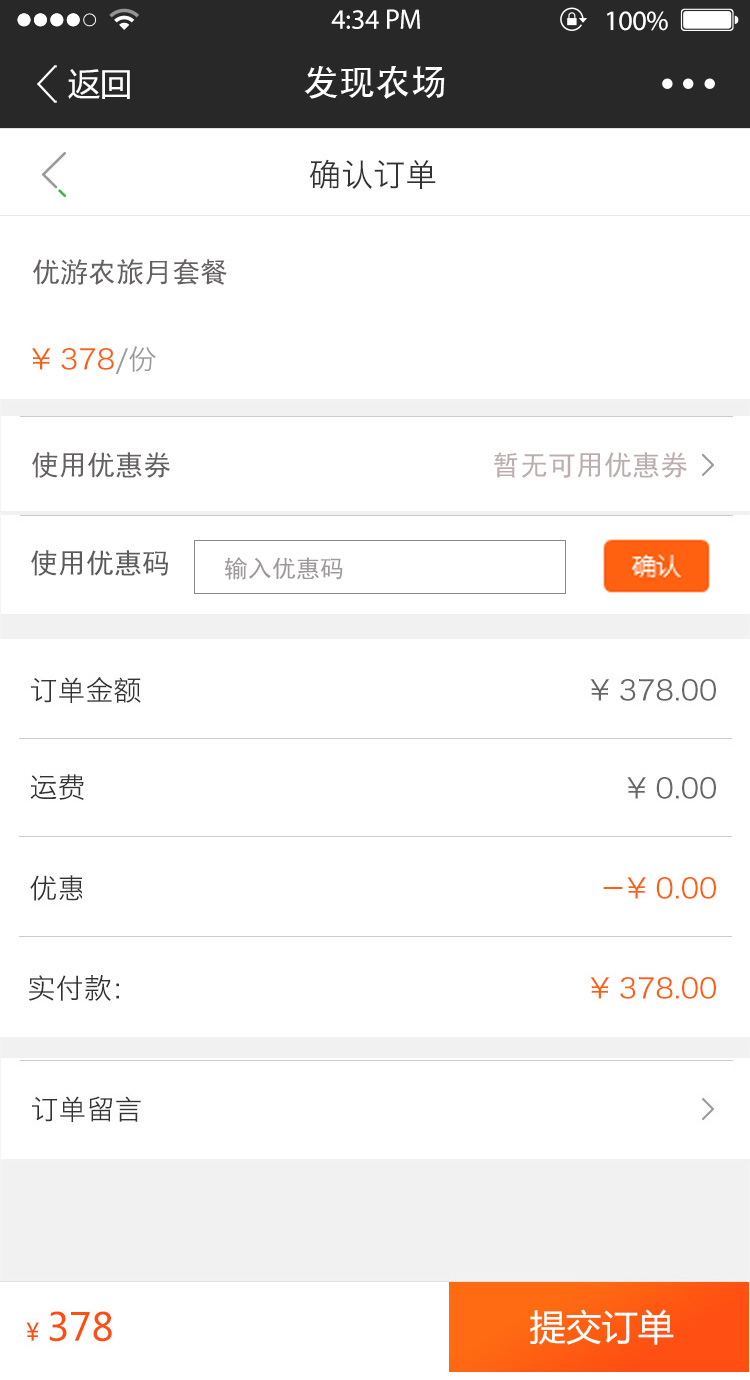 4:34 PM 100%
返回 发现农场
确认订单
优游农旅月套餐
¥ 378/份
使用优惠券 暂无可用优惠券
使用优惠码 输入优惠码 确认
订单金额 ¥ 378.00
运费 ¥ 0.00
优惠 −¥ 0.00
实付款: ¥ 378.00
订单留言
¥ 378 提交订单